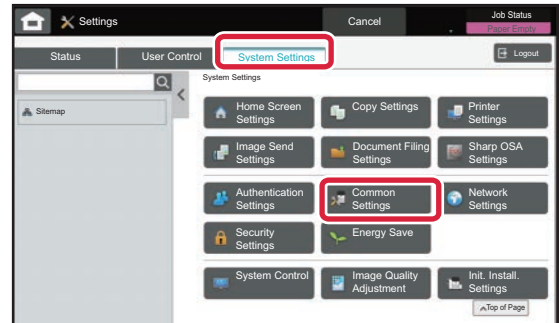 Settings
Cancel
Job Status
Paper Empty
Status
User Control
System Settings
Logout
System Settings
Sitemap
Home Screen
Settings
Copy Settings
Printer
Settings
Image Send
Settings
Document Filing
Settings
Sharp OSA
Settings
Authentication
Settings
Common
Settings
Network
Settings
Security
Settings
Energy Save
System Control
Image Quality
Adjustment
Init. Install.
Settings
Top of Page